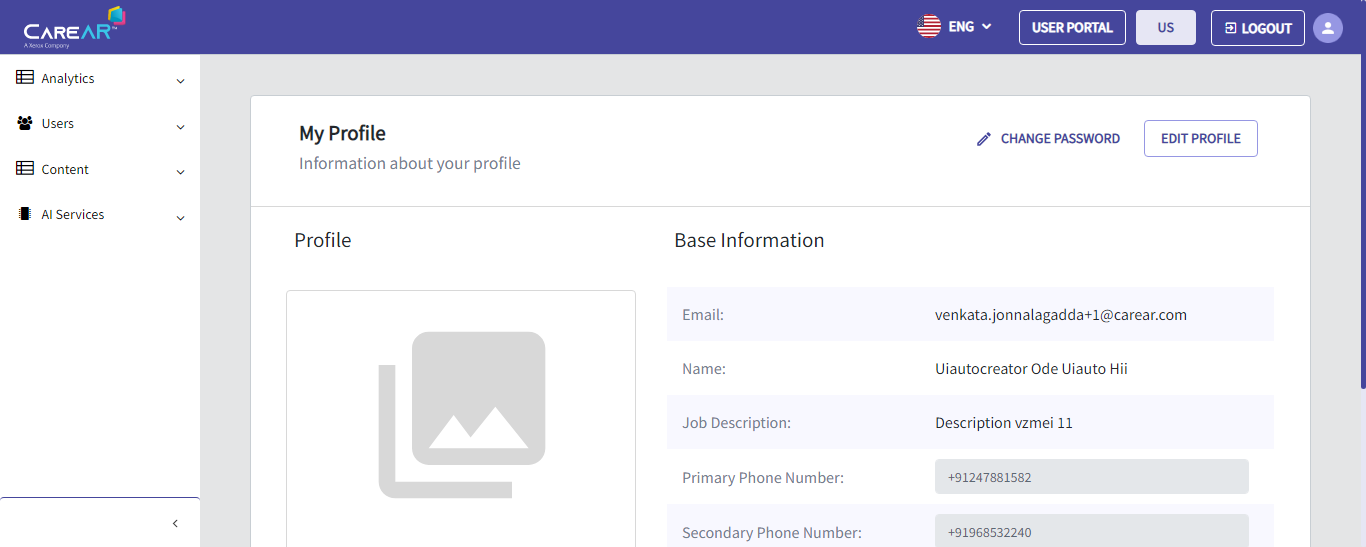 CAREAR™
A Xerox Company
ENG
USER PORTAL
US
LOGOUT
Analytics
Users
Content
AI Services
My Profile
Information about your profile
CHANGE PASSWORD
EDIT PROFILE
Profile
Base Information
Email: venkata.jonnalagadda+1@carear.com
Name: Uiautocreator Ode Uiauto Hii
Job Description: Description vzmei 11
Primary Phone Number: +91247881582
Secondary Phone Number: +91968532240